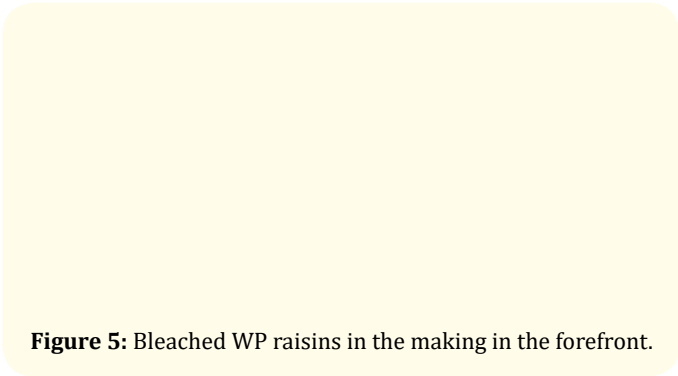 Figure 5: Bleached WP raisins in the making in the forefront.